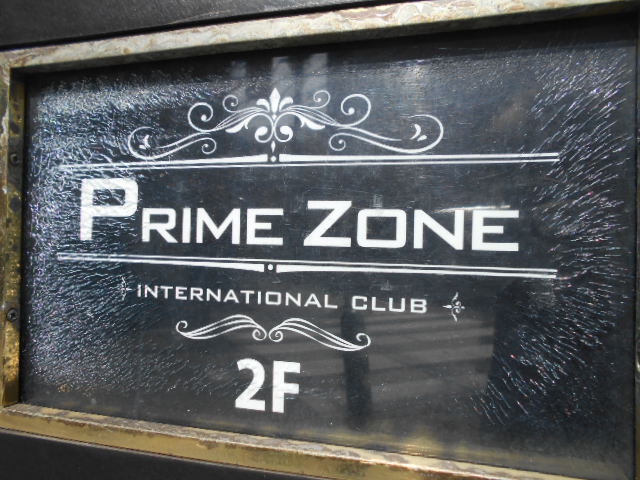 PRIME ZONE
INTERNATIONAL CLUB
2F